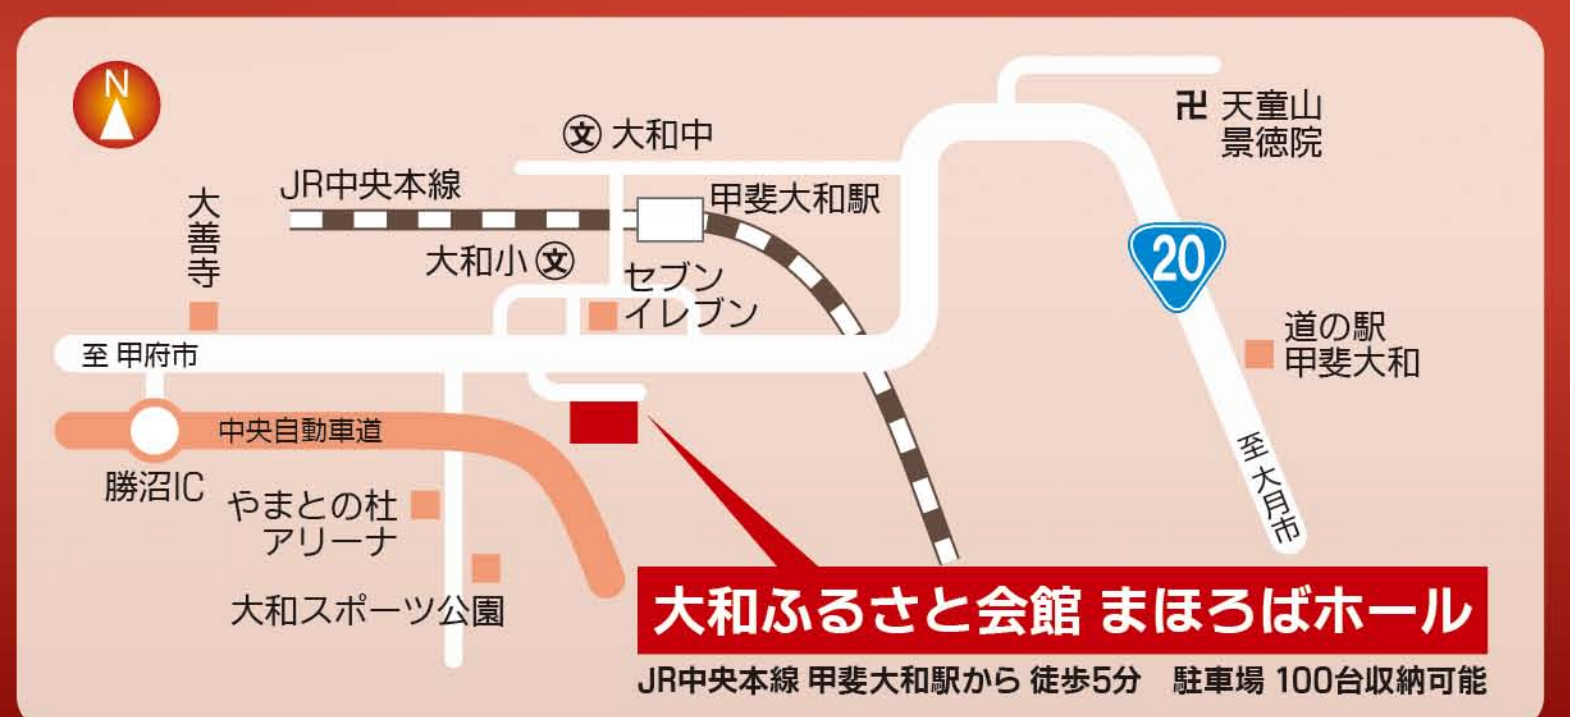 N
卍 天童山
景徳院
文 大和中
JR中央本線
甲斐大和駅
大善寺
大和小 文
セブン
イレブン
20
道の駅
甲斐大和
至 甲府市
中央自動車道
勝沼IC
やまとの杜
アリーナ
至 大月市
大和スポーツ公園
大和ふるさと会館 まほろばホール
JR中央本線 甲斐大和駅から 徒歩5分 駐車場 100台収納可能